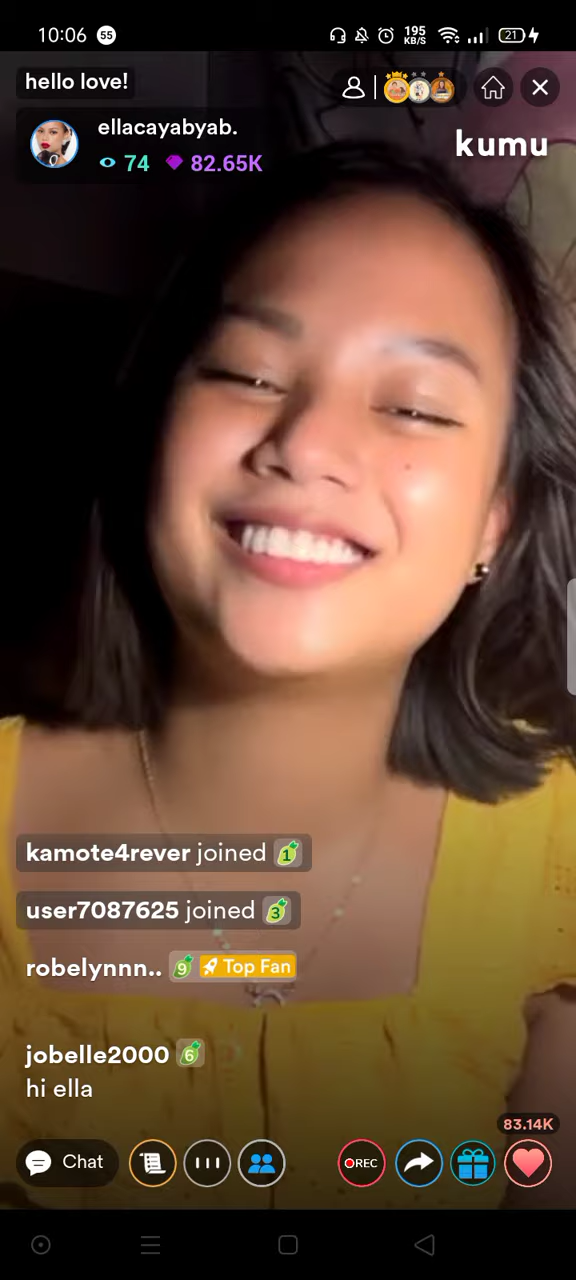 10:06 55 195 KB/S 21
hello love!
ellacayabyab.
74 82.65K
kumu
kamote4rever joined 1
user7087625 joined 3
robelynnn.. 9 Top Fan
jobelle2000 6
hi ella
83.14K
Chat REC